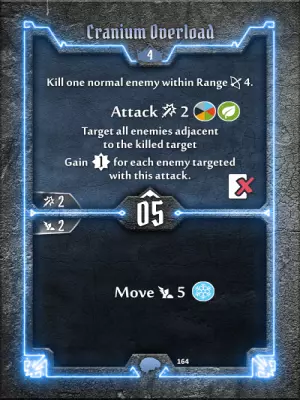 Cranium Overload
4
Kill one normal enemy within Range 4.
Attack 2
Target all enemies adjacent
to the killed target
Gain 1 for each enemy targeted
with this attack.
2
05
2
Move 5
164